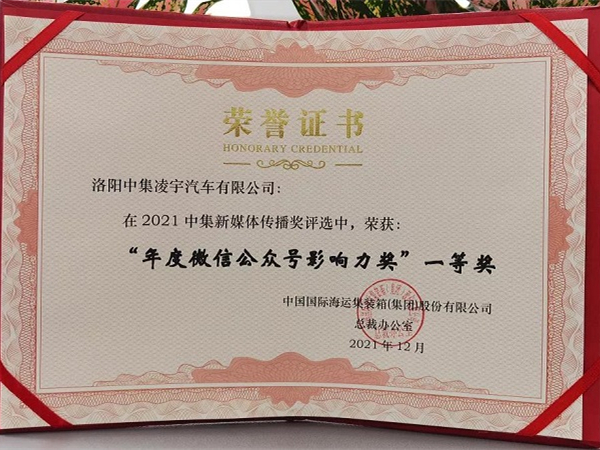 荣誉证书
HONORARY CREDENTIAL
洛阳中集凌宇汽车有限公司:
在2021中集新媒体传播奖评选中，荣获:
“年度微信公众号影响力奖”一等奖
中国国际海运集装箱(集团)股份有限公司
总裁办公室
2021年12月